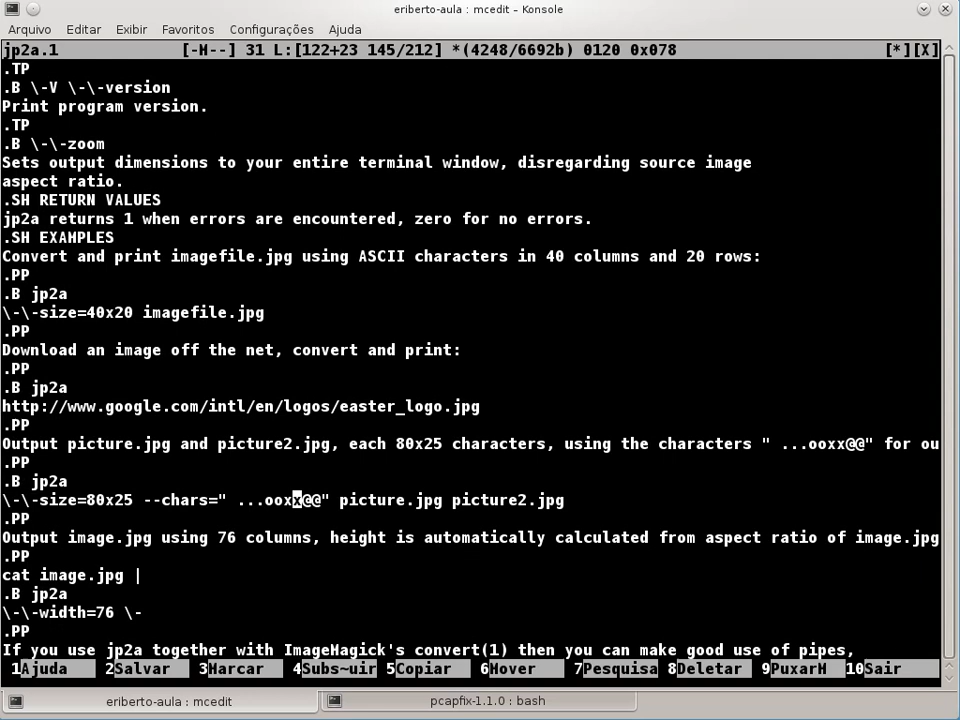 eriberto-aula : mcedit – Konsole
Arquivo Editar Exibir Favoritos Configurações Ajuda
jp2a.1 [-H--] 31 L:[122+23 145/212] *(4248/6692b) 0120 0x078 [*][X]
.TP
.B \-V \-\-version
Print program version.
.TP
.B \-\-zoom
Sets output dimensions to your entire terminal window, disregarding source image
aspect ratio.
.SH RETURN VALUES
jp2a returns 1 when errors are encountered, zero for no errors.
.SH EXAMPLES
Convert and print imagefile.jpg using ASCII characters in 40 columns and 20 rows:
.PP
.B jp2a
\-\-size=40x20 imagefile.jpg
.PP
Download an image off the net, convert and print:
.PP
.B jp2a
http://www.google.com/intl/en/logos/easter_logo.jpg
.PP
Output picture.jpg and picture2.jpg, each 80x25 characters, using the characters " ...ooxx@@" for ou
.PP
.B jp2a
\-\-size=80x25 --chars=" ...ooxx@@" picture.jpg picture2.jpg
.PP
Output image.jpg using 76 columns, height is automatically calculated from aspect ratio of image.jpg
.PP
cat image.jpg |
.B jp2a
\-\-width=76 \-
.PP
If you use jp2a together with ImageMagick's convert(1) then you can make good use of pipes,
1Ajuda 2Salvar 3Marcar 4Subs~uir 5Copiar 6Mover 7Pesquisa 8Deletar 9PuxarM 10Sair
eriberto-aula : mcedit pcapfix-1.1.0 : bash